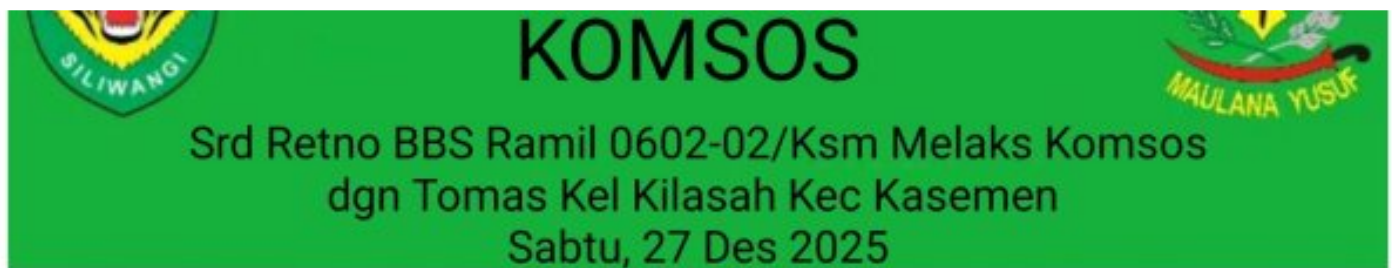 KOMSOS
SILIWANGI
MAULANA YUSUF
Srd Retno BBS Ramil 0602-02/Ksm Melaks Komsos
dgn Tomas Kel Kilasah Kec Kasemen
Sabtu, 27 Des 2025